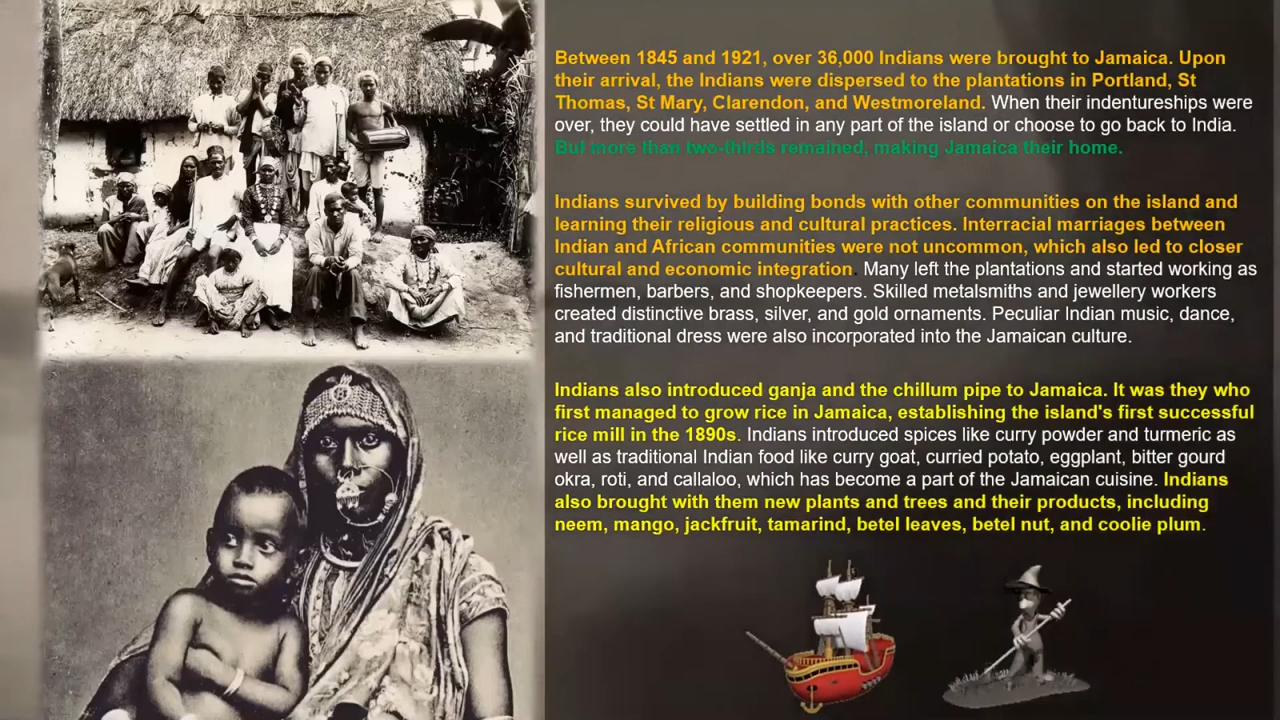 Between 1845 and 1921, over 36,000 Indians were brought to Jamaica. Upon
their arrival, the Indians were dispersed to the plantations in Portland, St
Thomas, St Mary, Clarendon, and Westmoreland. When their indentureships were
over, they could have settled in any part of the island or choose to go back to India.
But more than two-thirds remained, making Jamaica their home.
Indians survived by building bonds with other communities on the island and
learning their religious and cultural practices. Interracial marriages between
Indian and African communities were not uncommon, which also led to closer
cultural and economic integration. Many left the plantations and started working as
fishermen, barbers, and shopkeepers. Skilled metalsmiths and jewellery workers
created distinctive brass, silver, and gold ornaments. Peculiar Indian music, dance,
and traditional dress were also incorporated into the Jamaican culture.
Indians also introduced ganja and the chillum pipe to Jamaica. It was they who
first managed to grow rice in Jamaica, establishing the island's first successful
rice mill in the 1890s. Indians introduced spices like curry powder and turmeric as
well as traditional Indian food like curry goat, curried potato, eggplant, bitter gourd
okra, roti, and callaloo, which has become a part of the Jamaican cuisine. Indians
also brought with them new plants and trees and their products, including
neem, mango, jackfruit, tamarind, betel leaves, betel nut, and coolie plum.